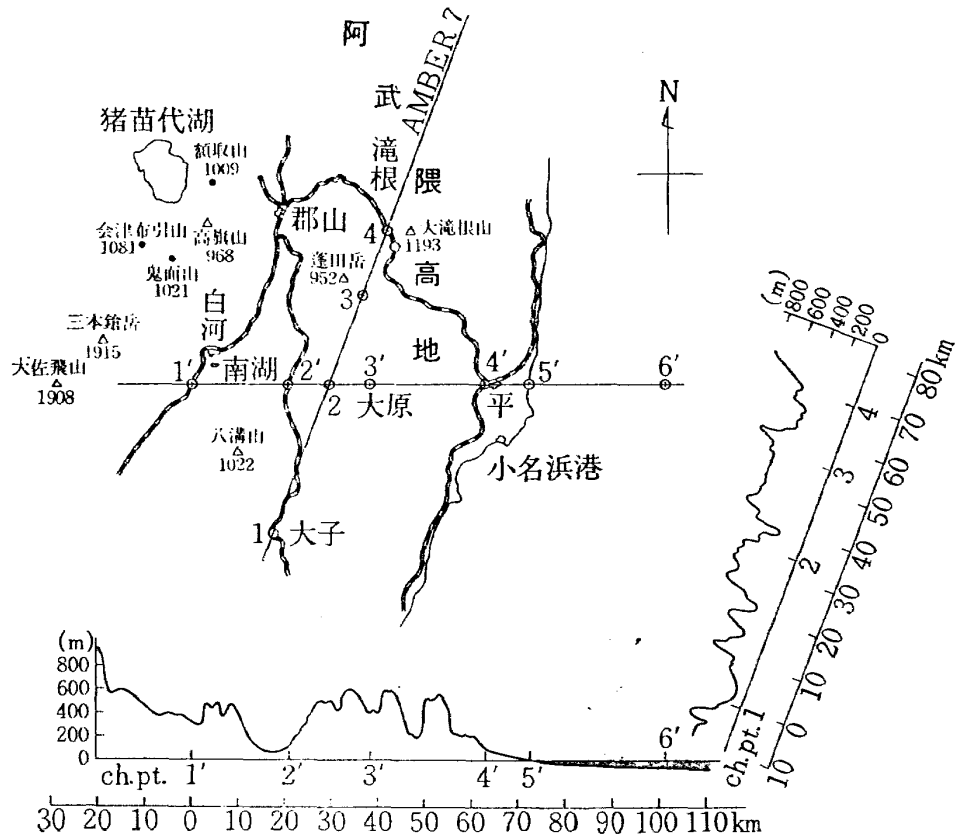 阿
武
隈
高
地
AMBER 7
N
猪苗代湖
額取山
1009
滝根
郡山
会津布引山
1081
高旗山
968
鬼面山
1021
蓬田岳
952
4
大滝根山
1193
3
白河
三本鎗岳
1915
大佐飛山
1908
南湖
1'
2'
2
3'
大原
4'
平
5'
6'
八溝山
1022
小名浜港
1
大子
(m)
800
600
400
200
0
ch.pt. 1
2
3
4
10
0
10
20
30
40
50
60
70
80 km
(m)
800
600
400
200
0
ch.pt. 1' 2' 3' 4' 5' 6'
30 20 10 0 10 20 30 40 50 60 70 80 90 100 110 km